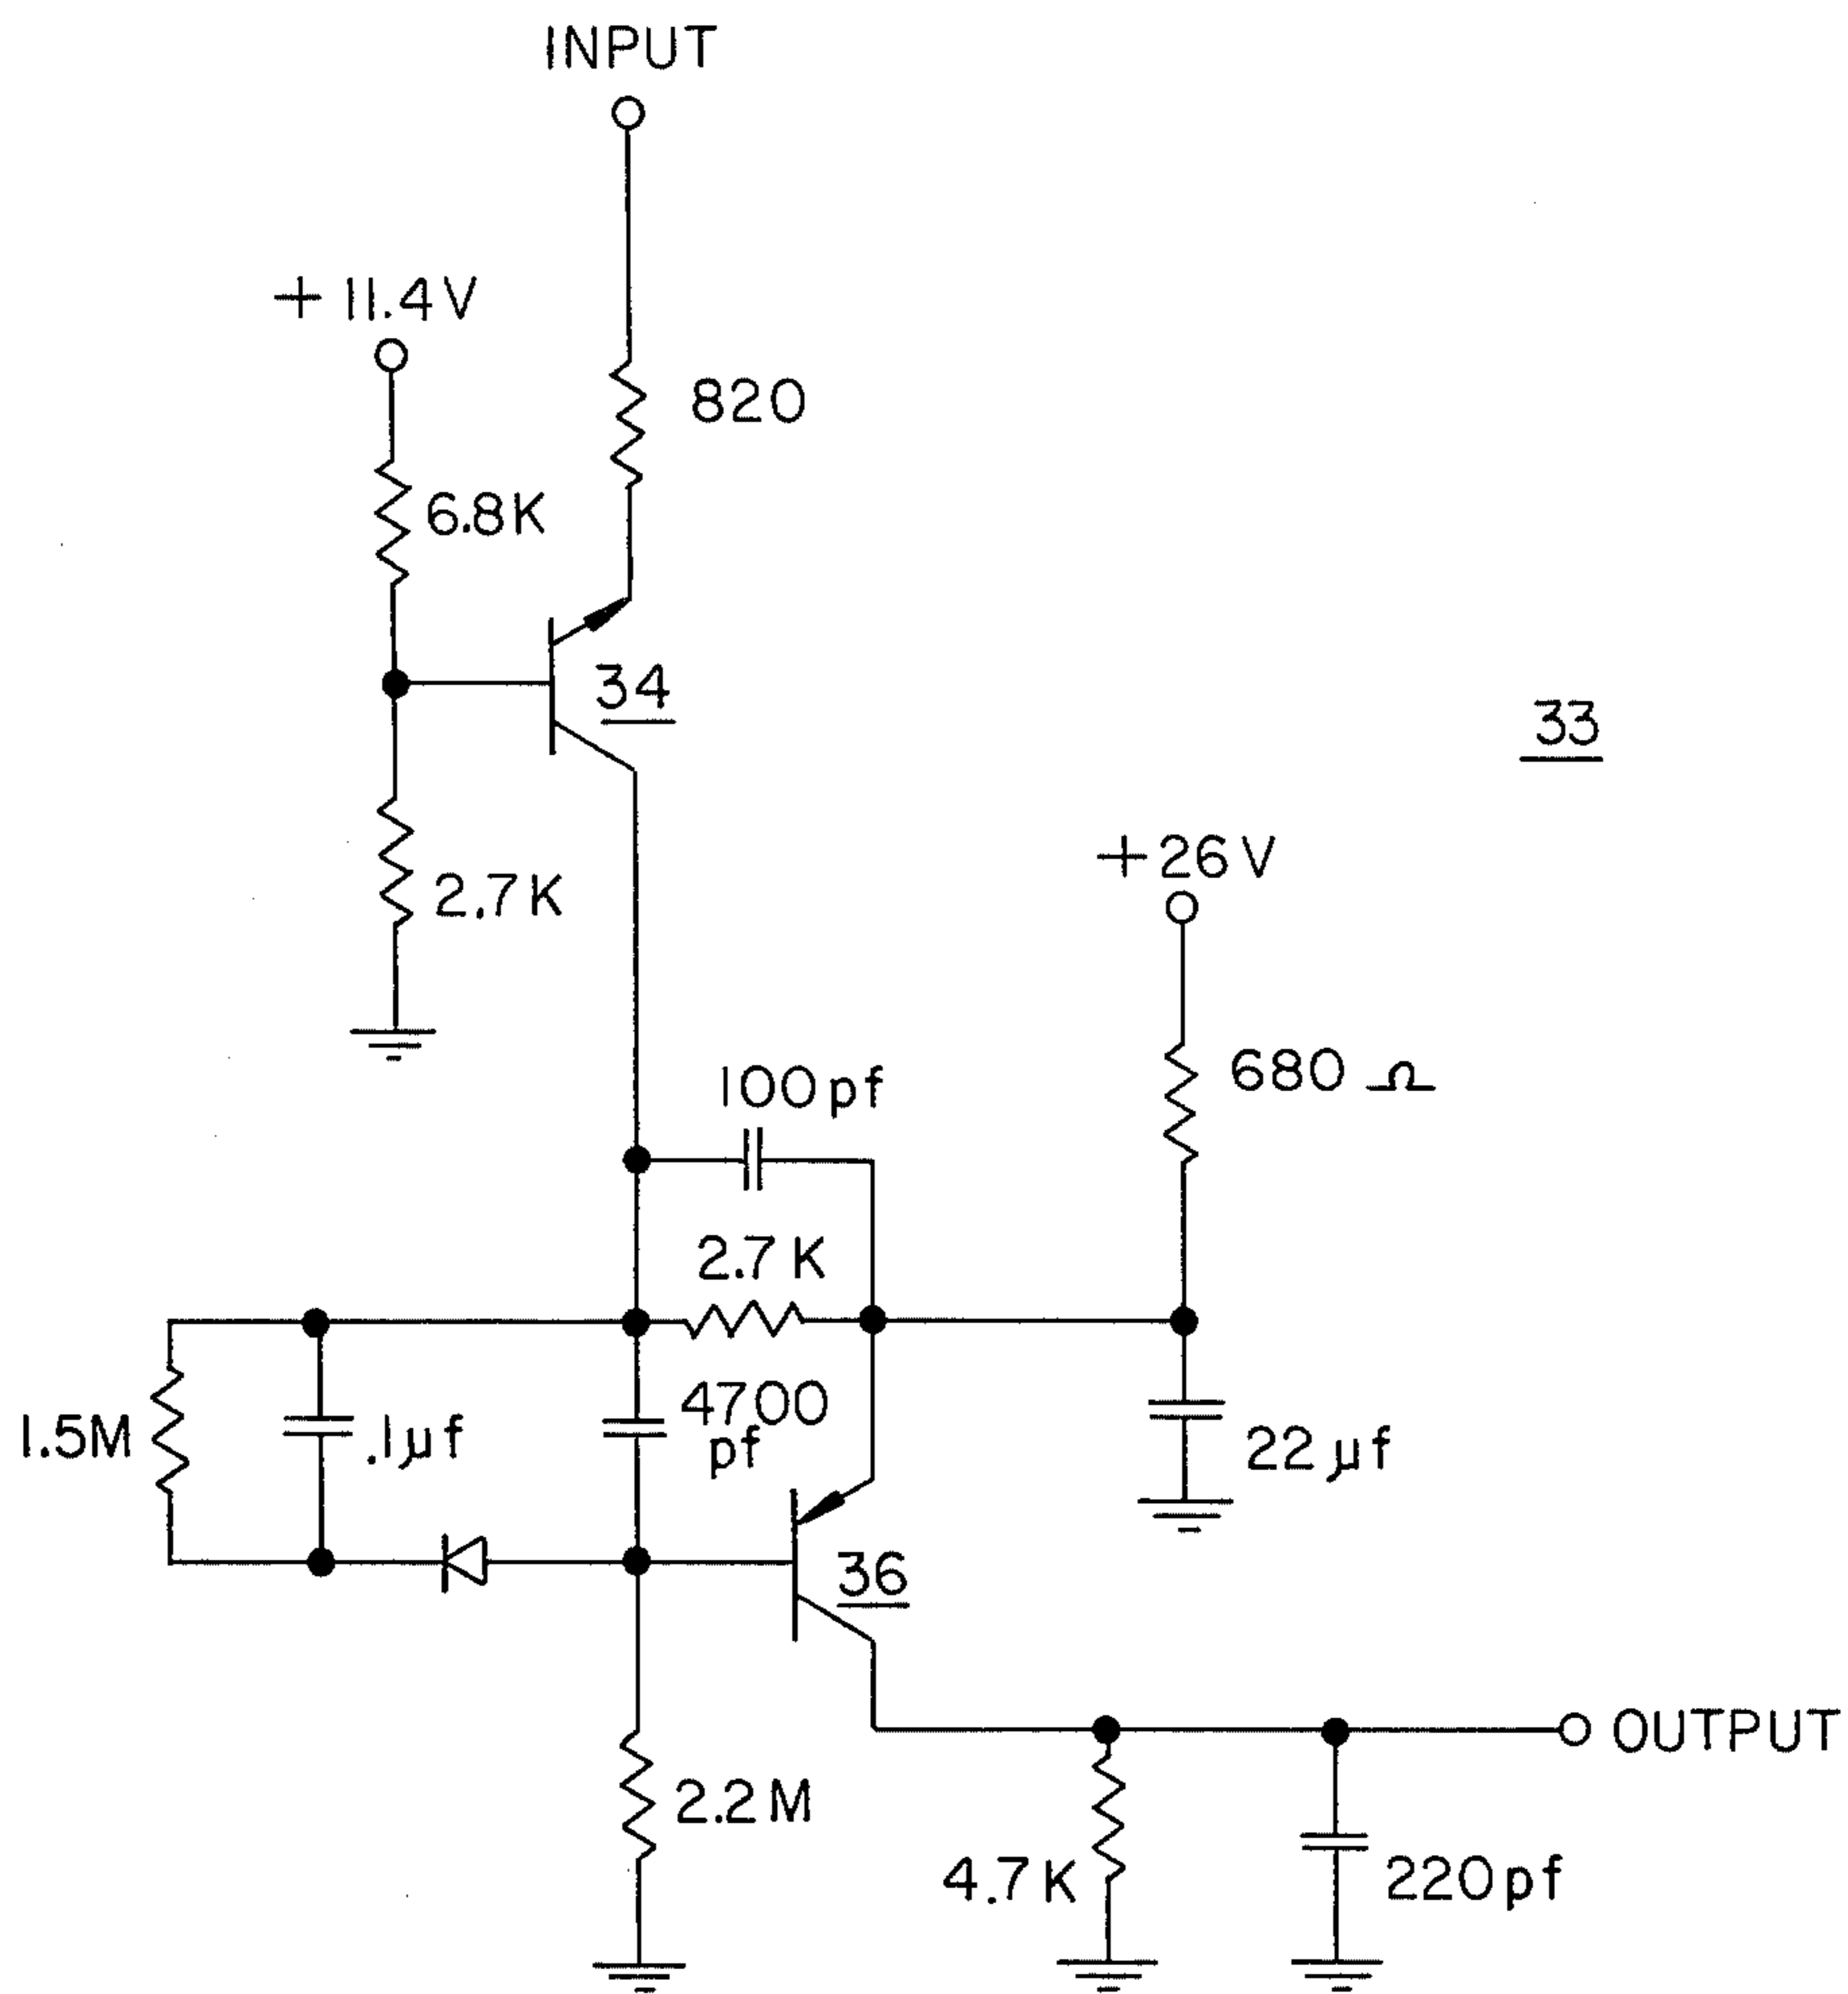 INPUT
+11.4V
820
6.8K
34
33
2.7K
+26V
680 Ω
100pf
2.7K
4700
pf
1.5M
.1µf
22µf
36
OUTPUT
2.2M
4.7K
220pf